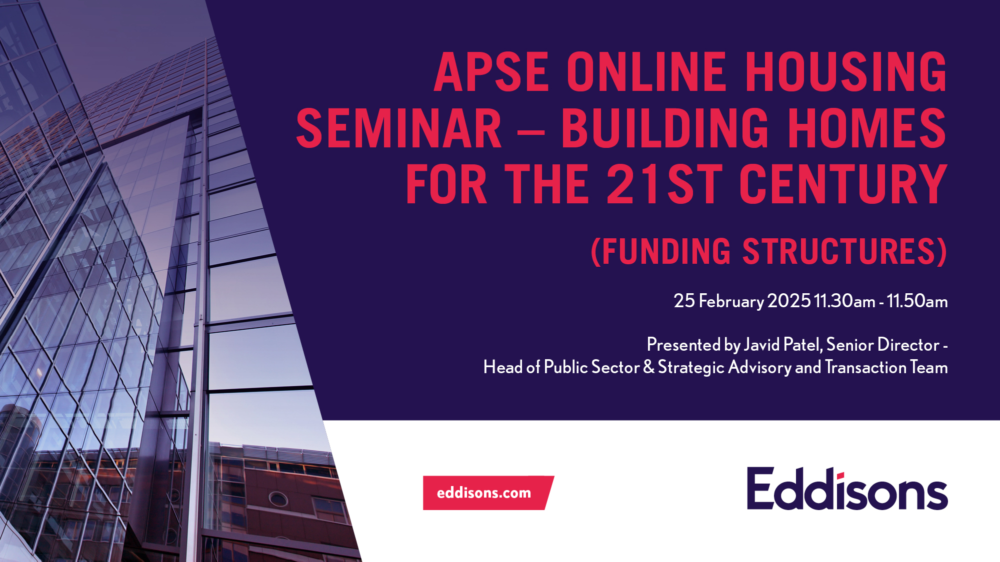 APSE ONLINE HOUSING
SEMINAR – BUILDING HOMES
FOR THE 21ST CENTURY
(FUNDING STRUCTURES)
25 February 2025 11.30am - 11.50am
Presented by Javid Patel, Senior Director -
Head of Public Sector & Strategic Advisory and Transaction Team
eddisons.com
Eddisons